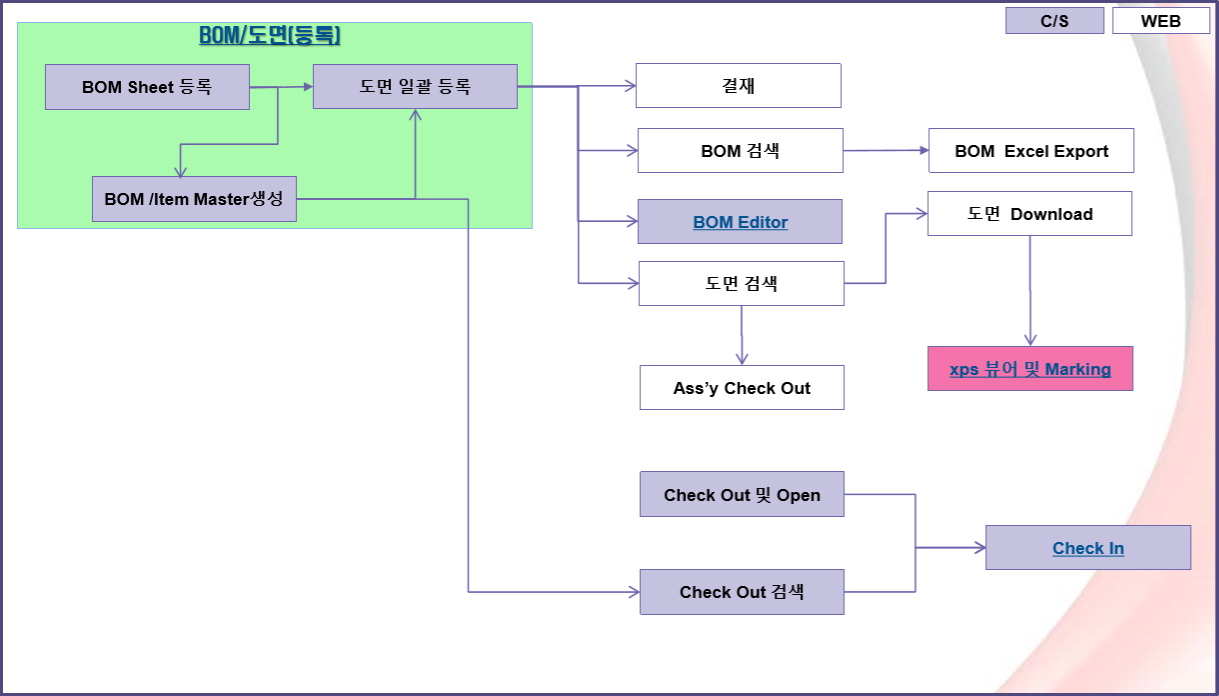 C/S
WEB
BOM/도면(등록)
BOM Sheet 등록
도면 일괄 등록
결재
BOM 검색
BOM  Excel Export
BOM /Item Master생성
BOM Editor
도면  Download
도면 검색
xps 뷰어 및 Marking
Ass’y Check Out
Check Out 및 Open
Check In
Check Out 검색